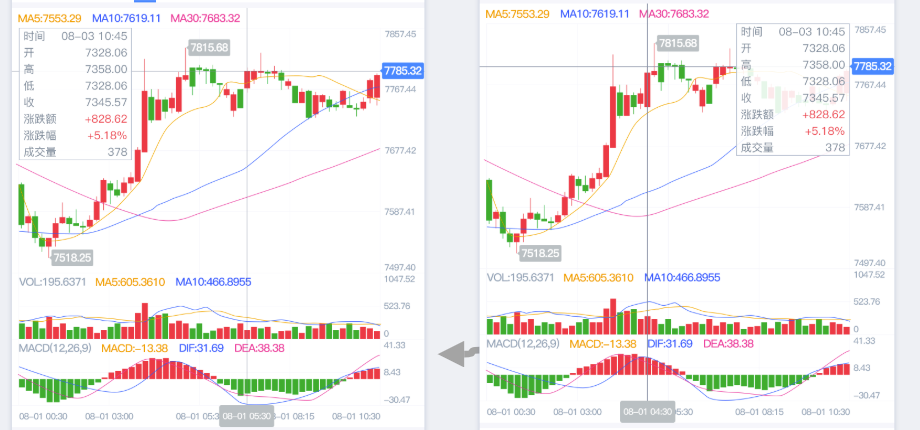 MA5:7553.29 MA10:7619.11 MA30:7683.32
7857.45
时间 08-03 10:45
开 7328.06
高 7358.00
低 7328.06
收 7345.57
涨跌额 +828.62
涨跌幅 +5.18%
成交量 378
7815.68
7785.32
7767.44
7677.42
7587.41
7518.25
7497.40
VOL:195.6371 MA5:605.3610 MA10:466.8955
1047.52
523.76
0
MACD(12,26,9) MACD:-13.38 DIF:31.69 DEA:38.38
41.33
8.43
-30.47
08-01 00:30 08-01 03:00 08-01 05:30 08-01 08:15 08-01 10:30
MA5:7553.29 MA10:7619.11 MA30:7683.32
7857.45
时间 08-03 10:45
开 7328.06
高 7358.00
低 7328.06
收 7345.57
涨跌额 +828.62
涨跌幅 +5.18%
成交量 378
7815.68
7785.32
7767.44
7677.42
7587.41
7518.25
7497.40
VOL:195.6371 MA5:605.3610 MA10:466.8955
1047.52
523.76
0
MACD(12,26,9) MACD:-13.38 DIF:31.69 DEA:38.38
41.33
8.43
-30.47
08-01 00:30 08-01 03:00 08-01 04:30 5:30 08-01 08:15 08-01 10:30